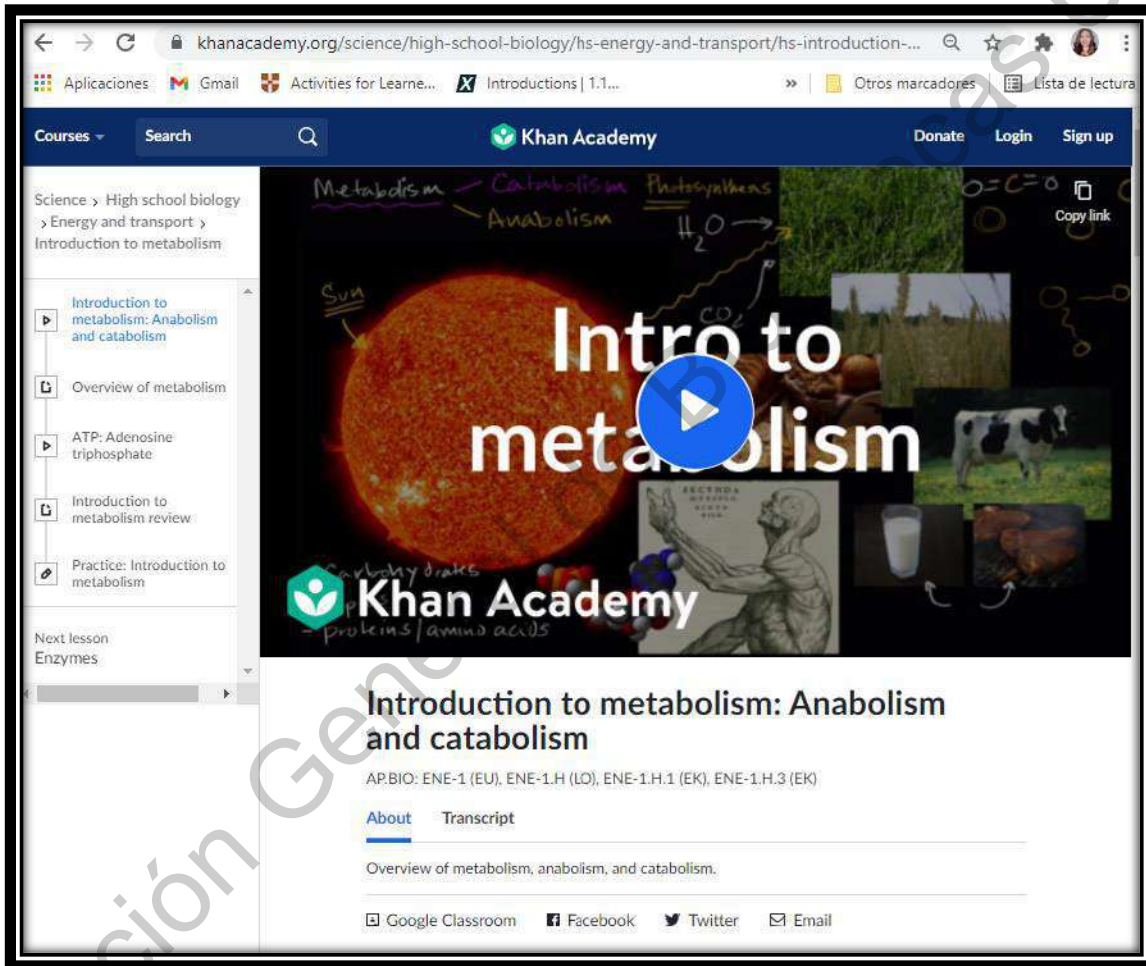 khanacademy.org/science/high-school-biology/hs-energy-and-transport/hs-introduction-...
Aplicaciones Gmail Activities for Learne... Introductions | 1.1... » Otros marcadores Lista de lectura
Courses Search Khan Academy Donate Login Sign up
Science > High school biology
> Energy and transport >
Introduction to metabolism
Introduction to
metabolism: Anabolism
and catabolism
Overview of metabolism
ATP: Adenosine
triphosphate
Introduction to
metabolism review
Practice: Introduction to
metabolism
Next lesson
Enzymes
Metabolism Catabolism Photosynthens O=C=O
Anabolism
H2O
Copy link
Sun
CO2
Intro to
metabolism
SECVNDA
Carbohydrates
Khan Academy
- proteins/amino acids
Introduction to metabolism: Anabolism
and catabolism
AP.BIO: ENE-1 (EU), ENE-1.H (LO), ENE-1.H.1 (EK), ENE-1.H.3 (EK)
About Transcript
Overview of metabolism, anabolism, and catabolism.
Google Classroom Facebook Twitter Email